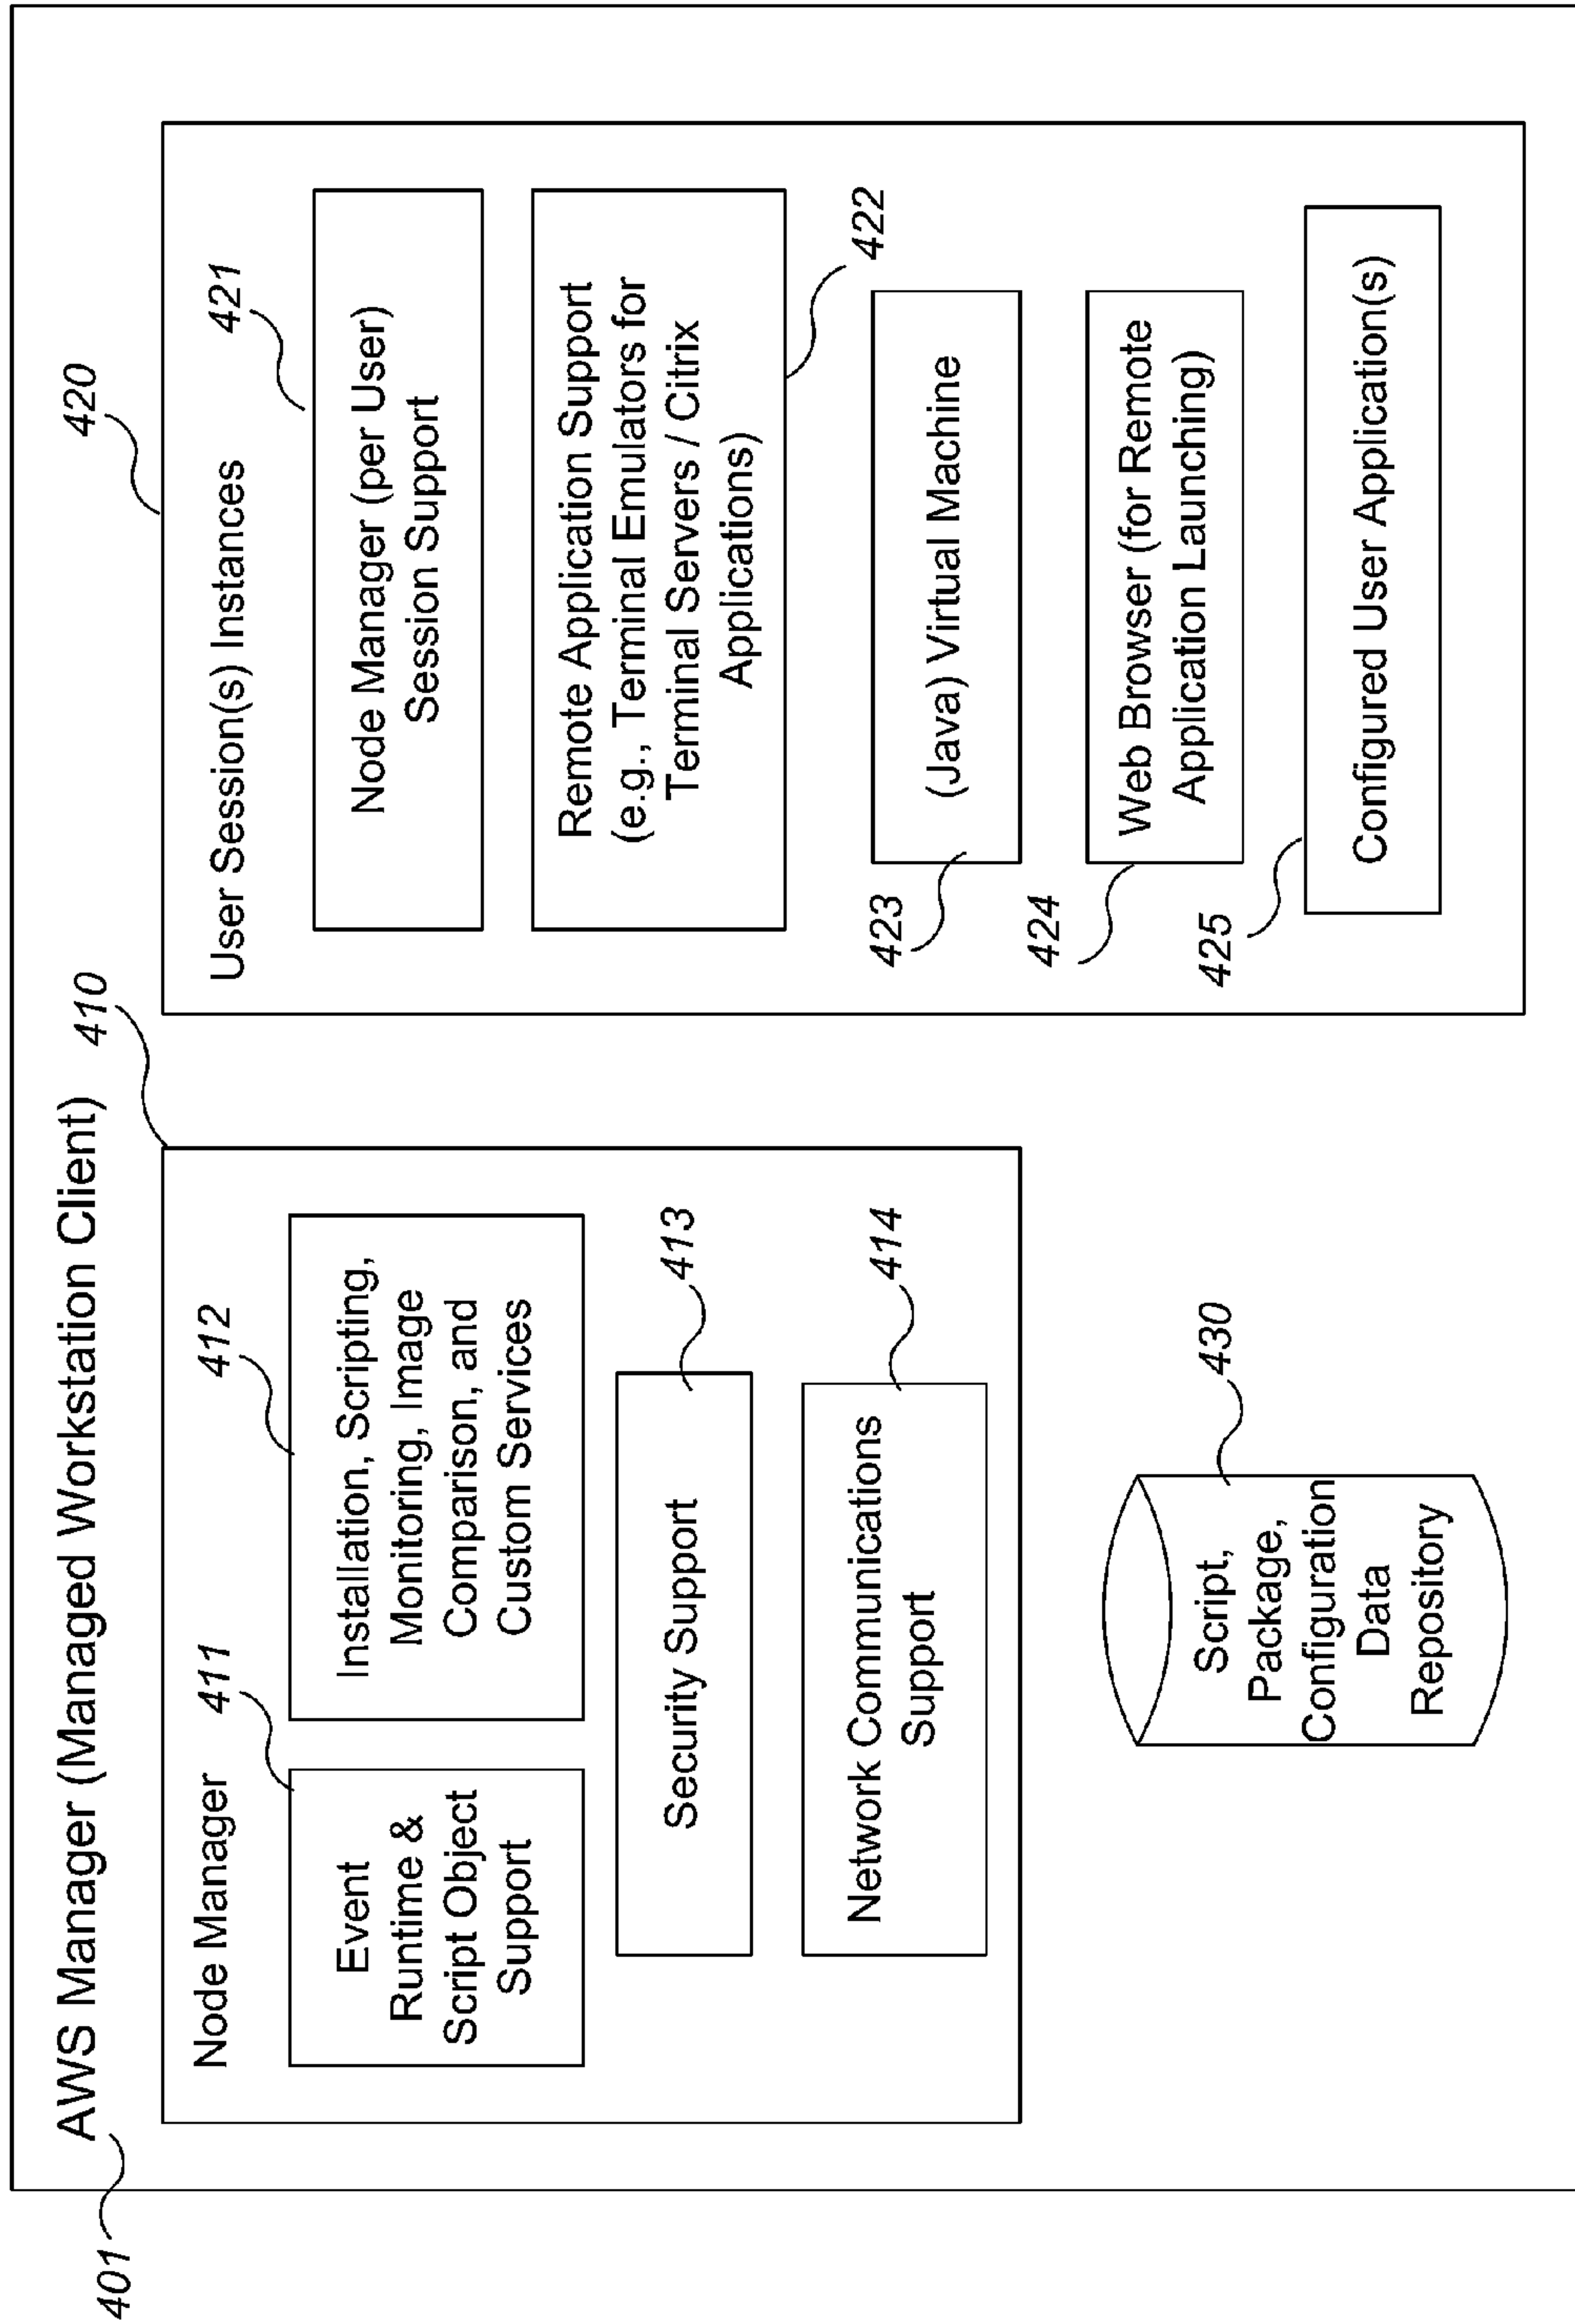 401
AWS Manager (Managed Workstation Client)
410
Node Manager
411
Event
Runtime &
Script Object
Support
412
Installation, Scripting,
Monitoring, Image
Comparison, and
Custom Services
Security Support
413
Network Communications
Support
414
Script,
Package,
Configuration
Data
Repository
430
420
User Session(s) Instances
421
Node Manager (per User)
Session Support
Remote Application Support
(e.g., Terminal Emulators for
Terminal Servers / Citrix
Applications)
422
(Java) Virtual Machine
423
Web Browser (for Remote
Application Launching)
424
425
Configured User Application(s)